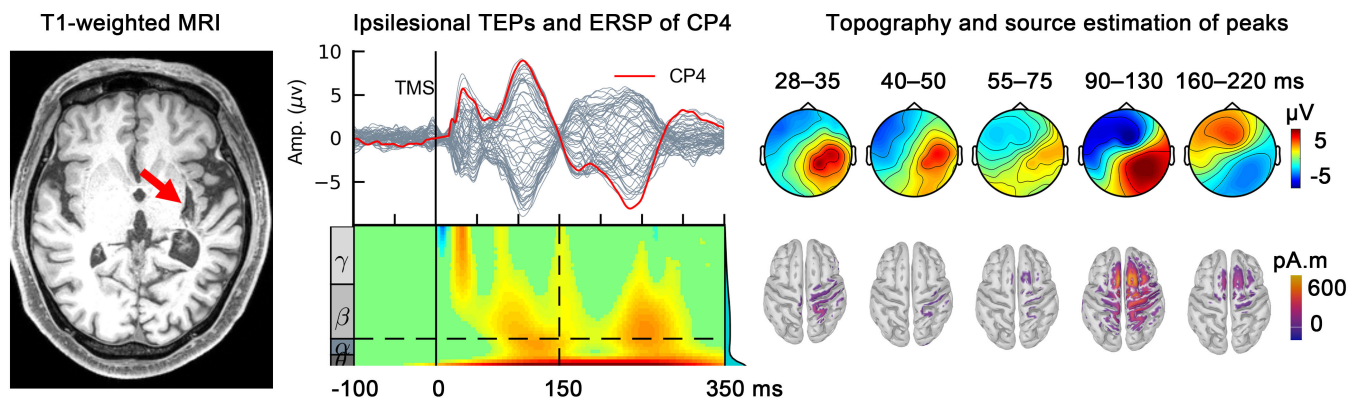 T1-weighted MRI
Ipsilesional TEPs and ERSP of CP4
Topography and source estimation of peaks
10
5
0
−5
Amp. (μv)
TMS
CP4
28–35
40–50
55–75
90–130
160–220 ms
μV
5
-5
γ
β
α
θ
-100
0
150
350 ms
pA.m
600
0